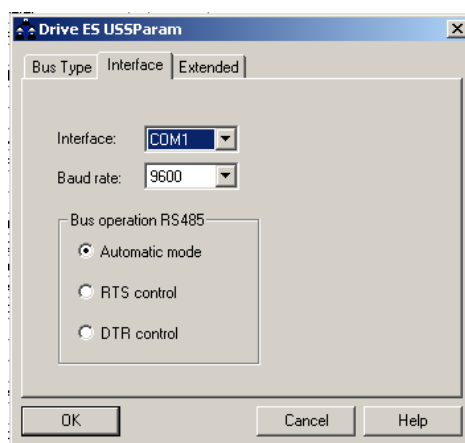 Drive ES USSParam
Bus Type Interface Extended
Interface: COM1
Baud rate: 9600
Bus operation RS485
Automatic mode
RTS control
DTR control
OK Cancel Help